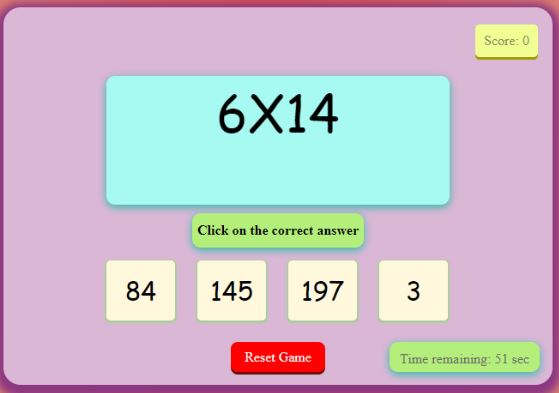 Score: 0
6X14
Click on the correct answer
84 145 197 3
Reset Game
Time remaining: 51 sec